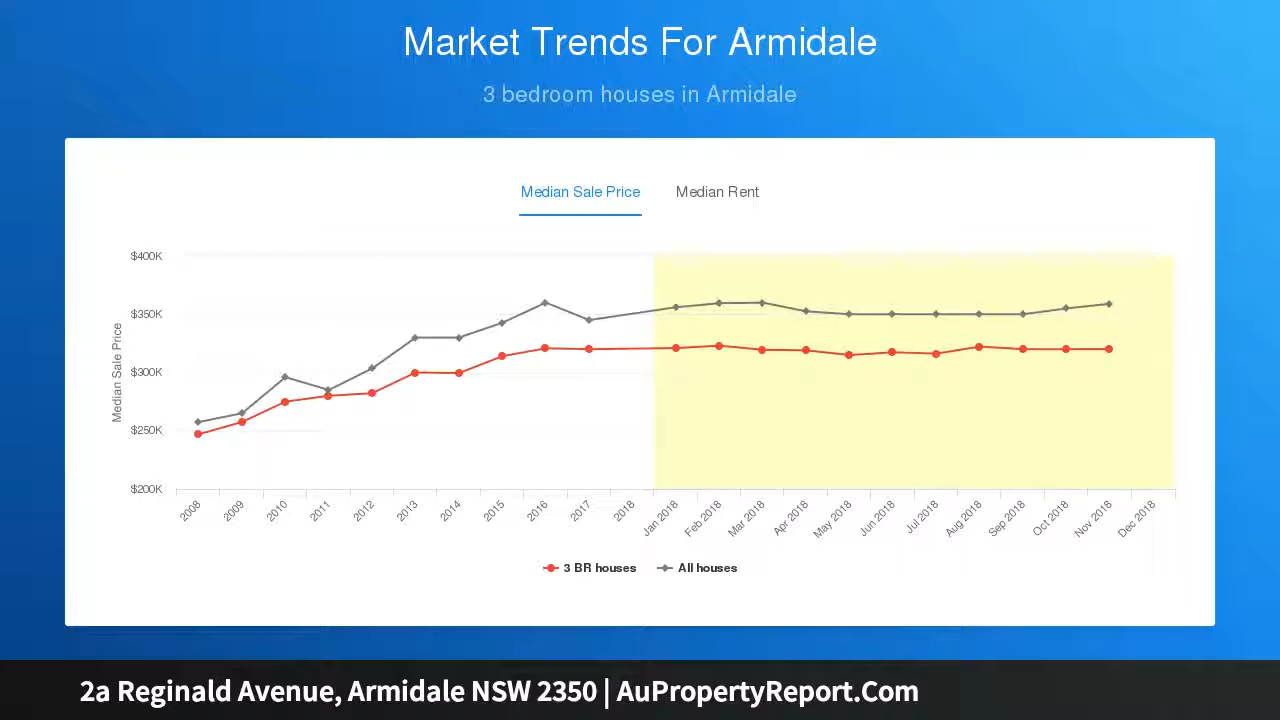 Market Trends For Armidale
3 bedroom houses in Armidale
Median Sale Price Median Rent
Median Sale Price
$400K
$350K
$300K
$250K
$200K
2008 2009 2010 2011 2012 2013 2014 2015 2016 2017 2018 Jan 2018 Feb 2018 Mar 2018 Apr 2018 May 2018 Jun 2018 Jul 2018 Aug 2018 Sep 2018 Oct 2018 Nov 2018 Dec 2018
3 BR houses All houses
2a Reginald Avenue, Armidale NSW 2350 | AuPropertyReport.Com